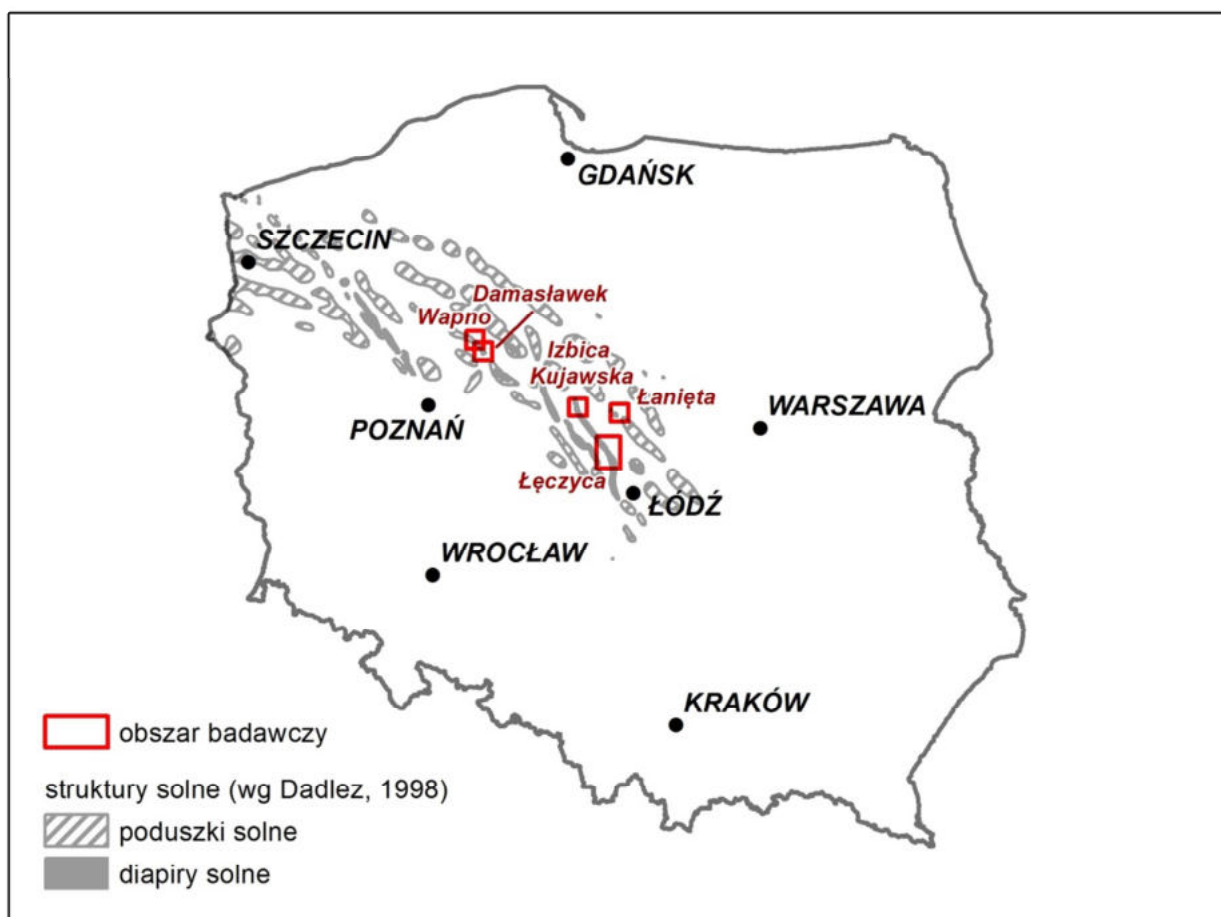 GDAŃSK
SZCZECIN
Damasławek
Wapno
Izbica
Kujawska
Łanięta
WARSZAWA
POZNAŃ
Łęczyca
ŁÓDŹ
WROCŁAW
KRAKÓW
obszar badawczy
struktury solne (wg Dadlez, 1998)
poduszki solne
diapiry solne